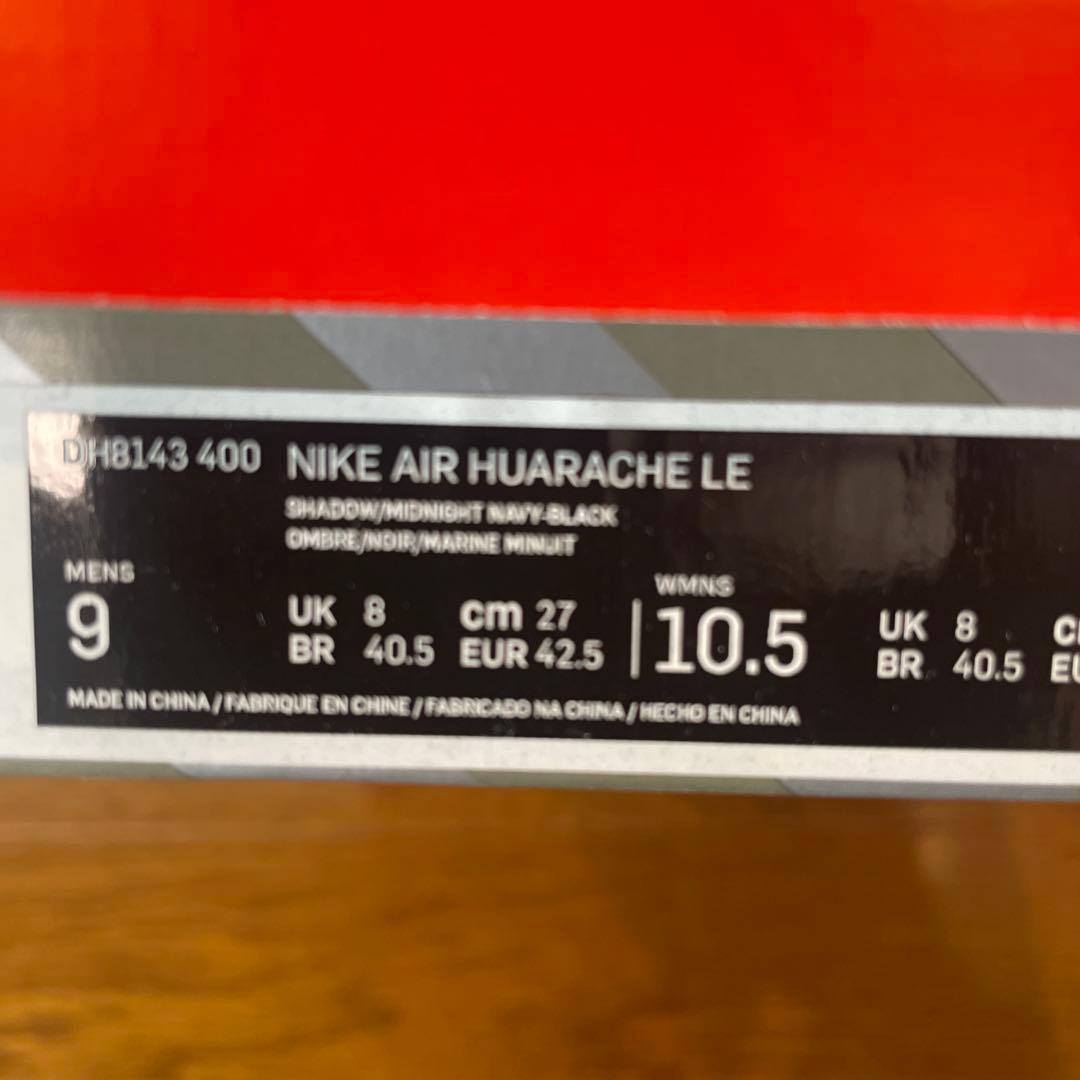 DH8143 400 NIKE AIR HUARACHE LE
SHADOW/MIDNIGHT NAVY-BLACK
OMBRE/NOIR/MARINE MINUIT
MENS WMNS
9 UK 8 cm 27 10.5 UK 8
BR 40.5 EUR 42.5 BR 40.5
MADE IN CHINA / FABRIQUE EN CHINE / FABRICADO NA CHINA / HECHO EN CHINA